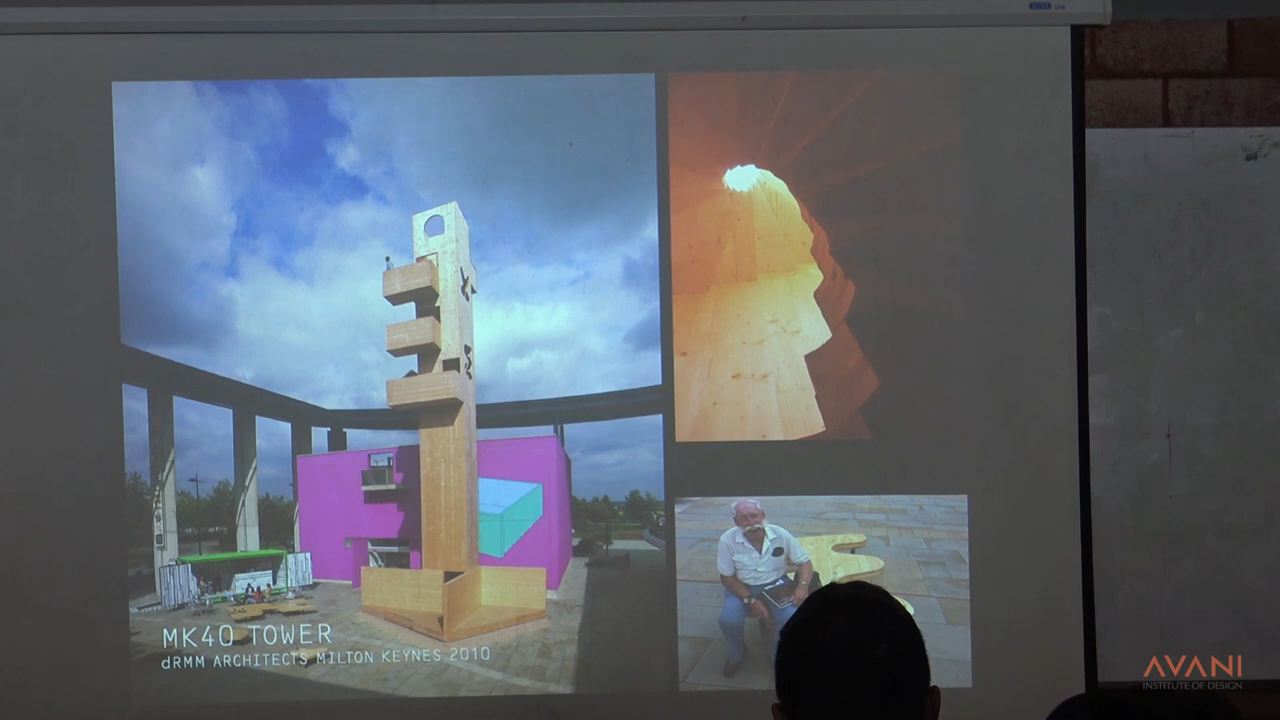 MK40 TOWER
dRMM ARCHITECTS MILTON KEYNES 2010
AVANI
INSTITUTE OF DESIGN